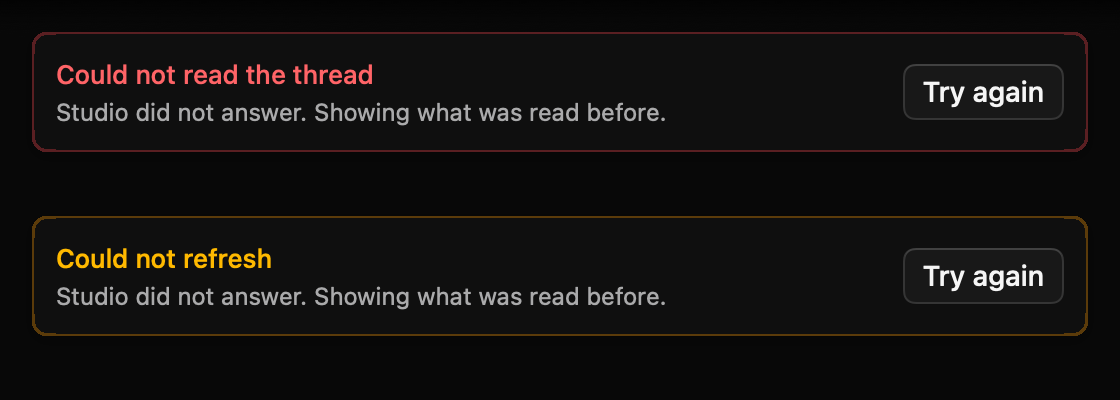 Could not read the thread
Studio did not answer. Showing what was read before.
Try again
Could not refresh
Studio did not answer. Showing what was read before.
Try again